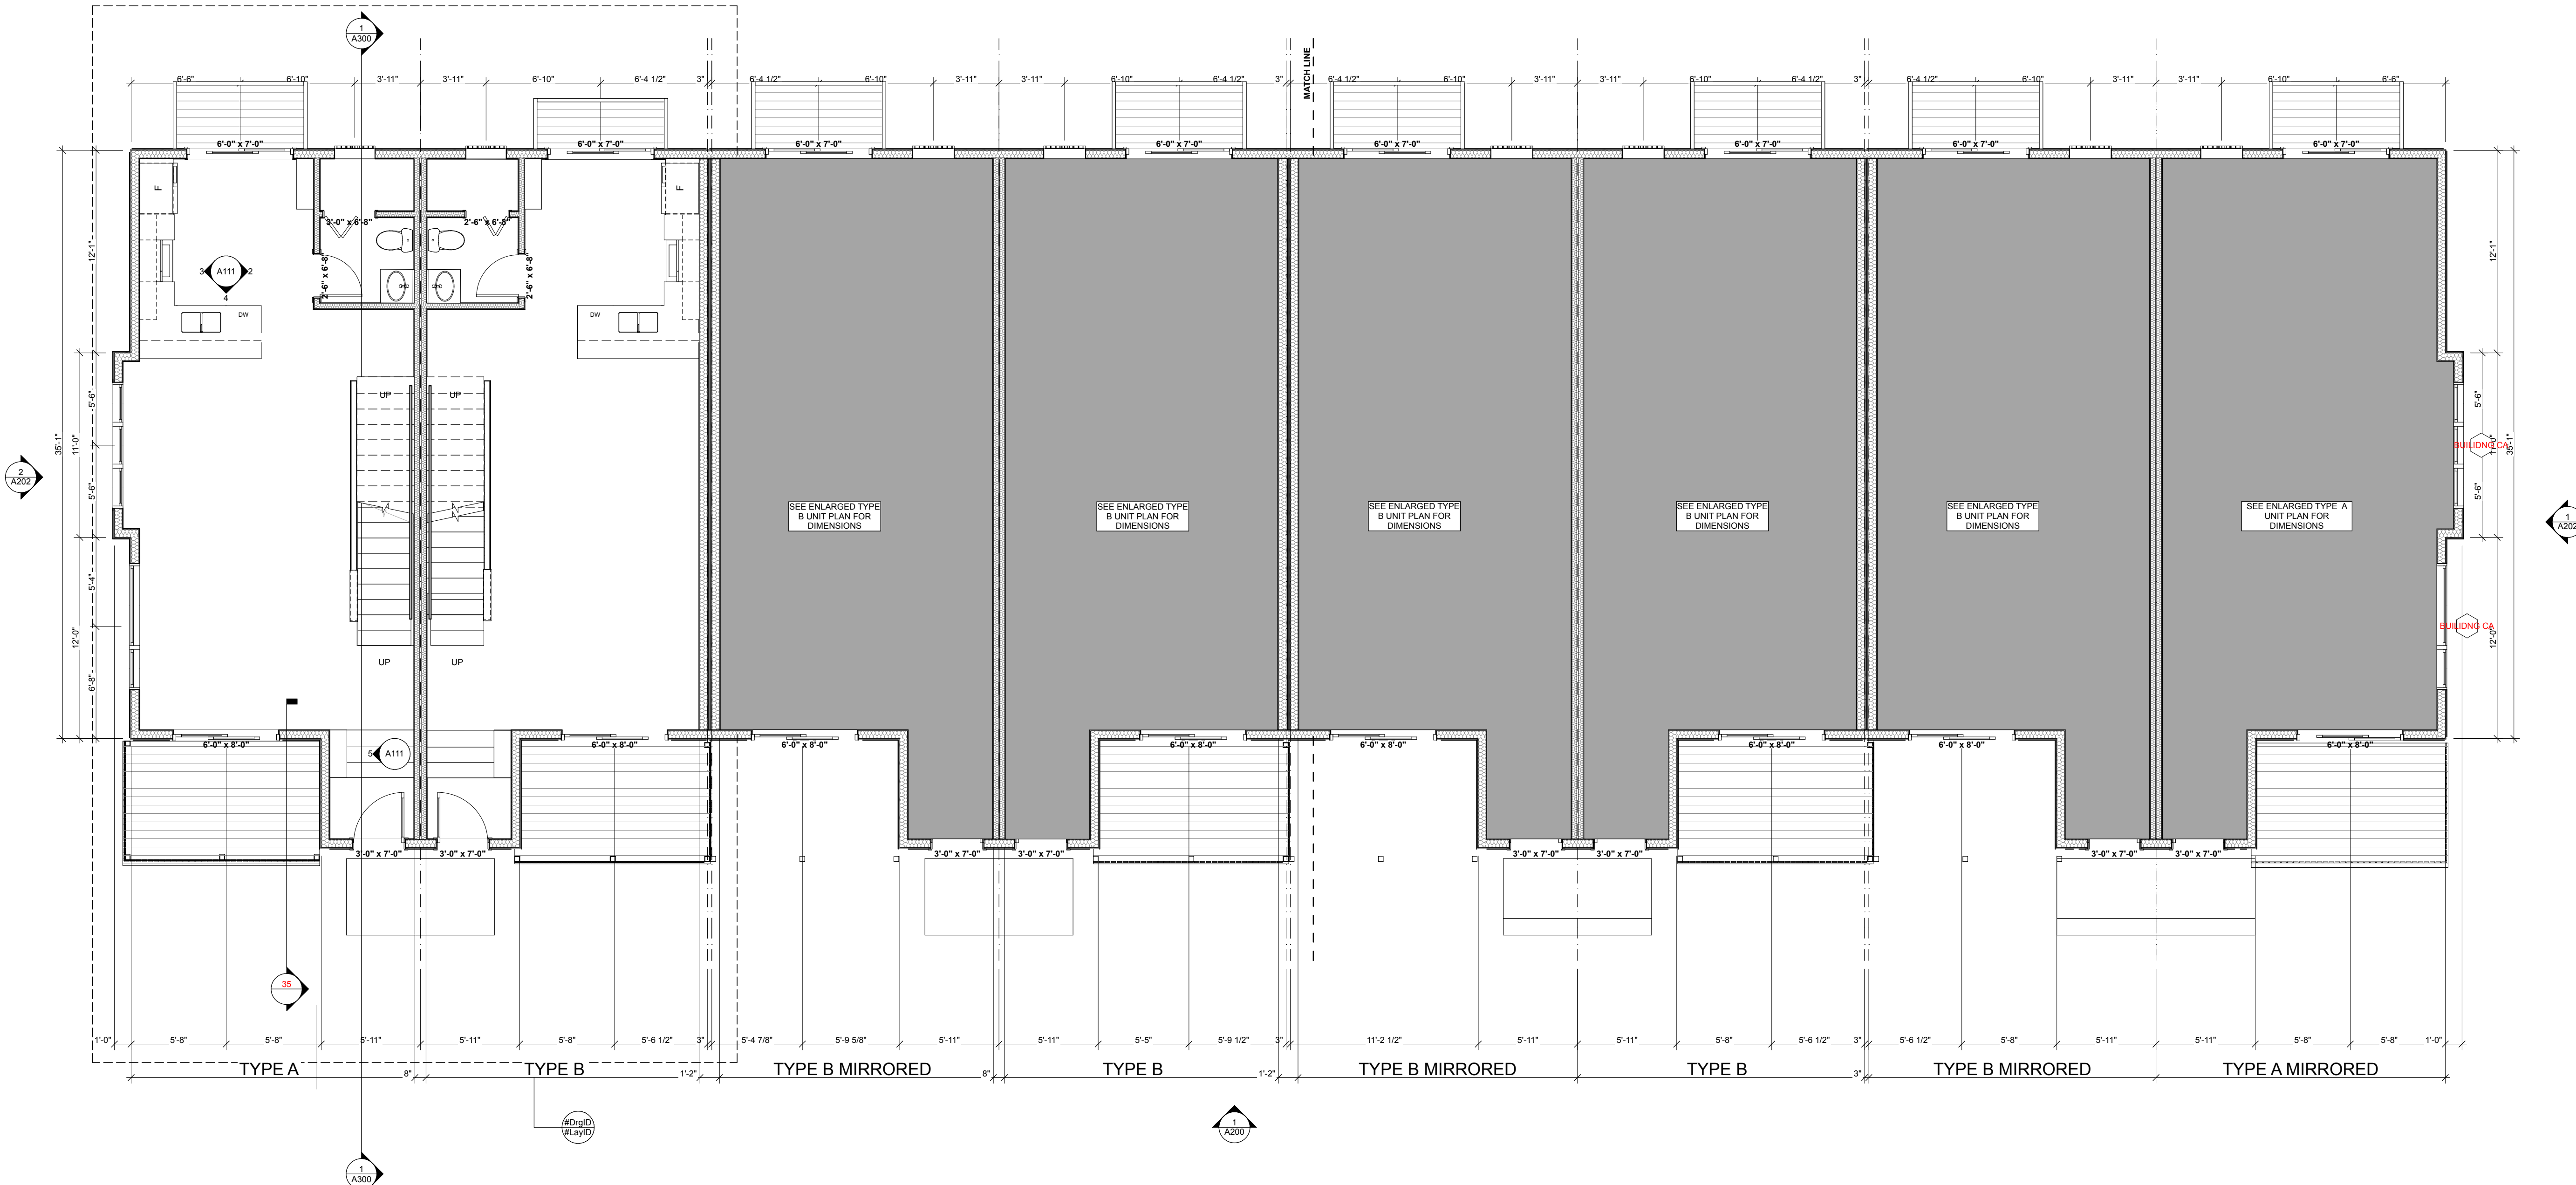 1
A300
MATCH LINE
6'-6"
6'-10"
3'-11"
3'-11"
6'-10"
6'-4 1/2"
3"
6'-4 1/2"
6'-10"
3'-11"
3'-11"
6'-10"
6'-4 1/2"
3"
6'-4 1/2"
6'-10"
3'-11"
3'-11"
6'-10"
6'-4 1/2"
3"
6'-4 1/2"
6'-10"
3'-11"
3'-11"
6'-10"
6'-6"
6'-0" x 7'-0"
6'-0" x 7'-0"
6'-0" x 7'-0"
6'-0" x 7'-0"
6'-0" x 7'-0"
6'-0" x 7'-0"
6'-0" x 7'-0"
6'-0" x 7'-0"
F
F
3'-0" x 6'-8"
2'-6" x 6'-8"
2'-6" x 6'-8"
2'-6" x 6'-8"
3
A111
2
4
DW
DW
12'-1"
12'-1"
UP
UP
5'-6"
5'-6"
35'-1"
11'-0"
5'-6"
5'-6"
11'-0"
35'-1"
BUILIDNG CA
2
A202
1
A202
SEE ENLARGED TYPE
B UNIT PLAN FOR
DIMENSIONS
SEE ENLARGED TYPE
B UNIT PLAN FOR
DIMENSIONS
SEE ENLARGED TYPE
B UNIT PLAN FOR
DIMENSIONS
SEE ENLARGED TYPE
B UNIT PLAN FOR
DIMENSIONS
SEE ENLARGED TYPE
B UNIT PLAN FOR
DIMENSIONS
SEE ENLARGED TYPE A
UNIT PLAN FOR
DIMENSIONS
5'-4"
12'-0"
6'-8"
BUILIDNG CA
12'-0"
UP
UP
6'-0" x 8'-0"
5
A111
6'-0" x 8'-0"
6'-0" x 8'-0"
6'-0" x 8'-0"
6'-0" x 8'-0"
6'-0" x 8'-0"
6'-0" x 8'-0"
6'-0" x 8'-0"
3'-0" x 7'-0"
3'-0" x 7'-0"
3'-0" x 7'-0"
3'-0" x 7'-0"
3'-0" x 7'-0"
3'-0" x 7'-0"
3'-0" x 7'-0"
3'-0" x 7'-0"
35
1'-0"
5'-8"
5'-8"
5'-11"
5'-11"
5'-8"
5'-6 1/2"
3"
5'-4 7/8"
5'-9 5/8"
5'-11"
5'-11"
5'-5"
5'-9 1/2"
3"
11'-2 1/2"
5'-11"
5'-11"
5'-8"
5'-6 1/2"
3"
5'-6 1/2"
5'-8"
5'-11"
5'-11"
5'-8"
5'-8"
1'-0"
TYPE A
8"
TYPE B
1'-2"
TYPE B MIRRORED
8"
TYPE B
1'-2"
TYPE B MIRRORED
TYPE B
3"
TYPE B MIRRORED
TYPE A MIRRORED
#DrgID
#LayID
1
A200
1
A300